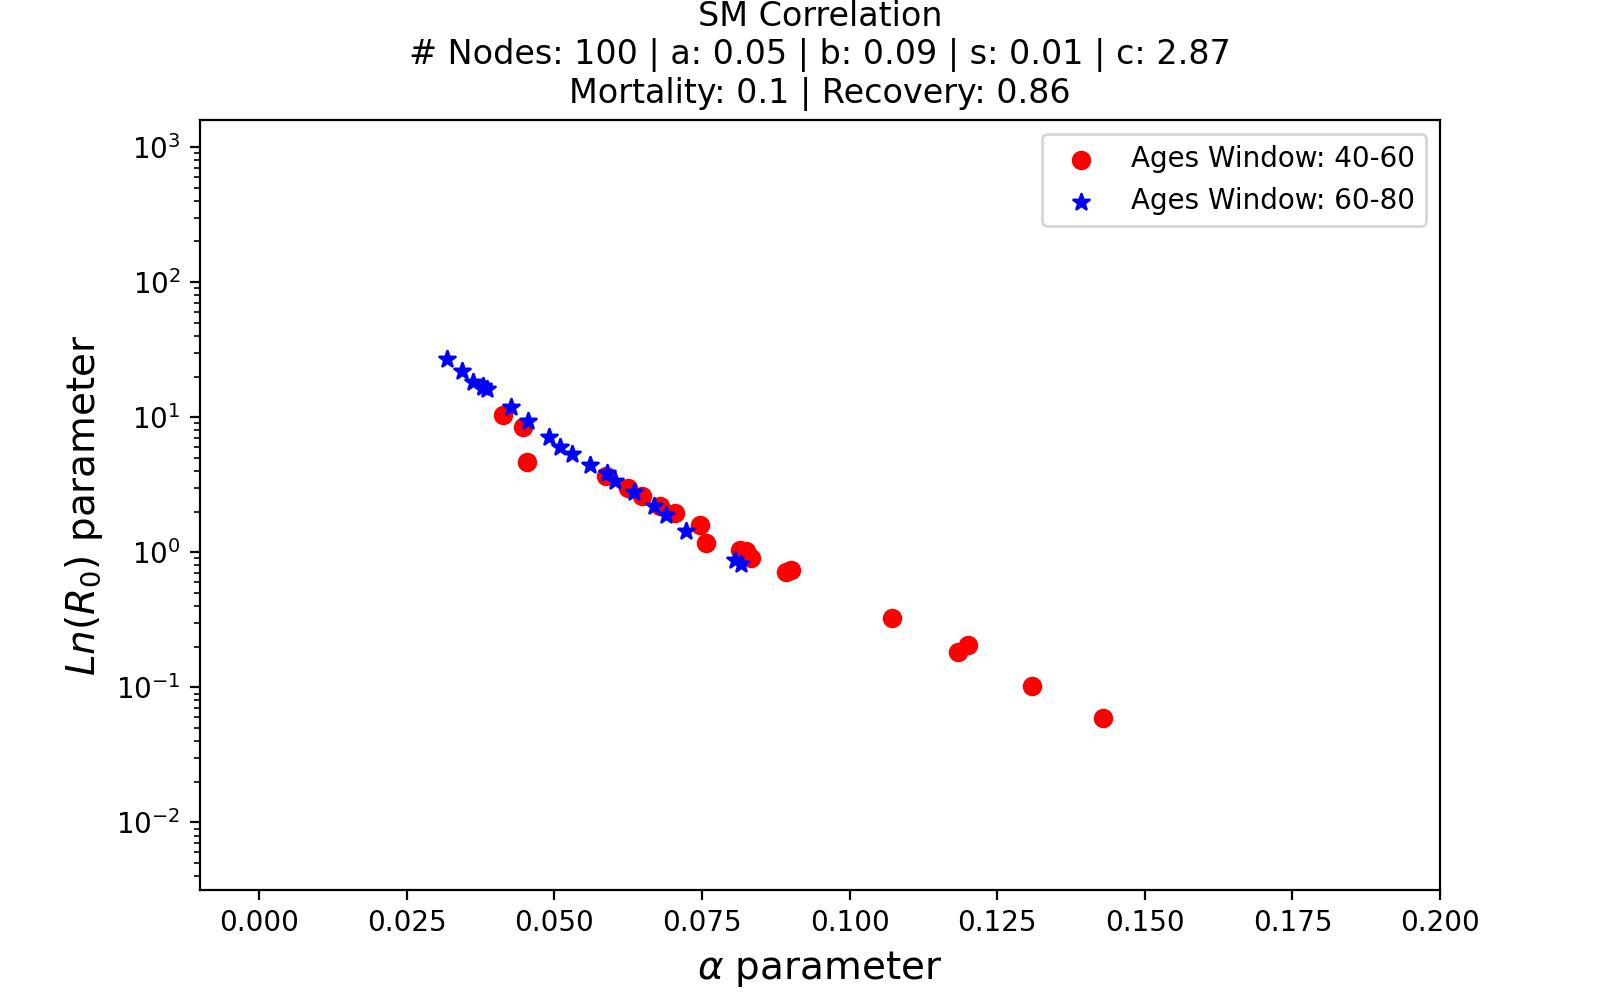 SM Correlation
# Nodes: 100 | a: 0.05 | b: 0.09 | s: 0.01 | c: 2.87
Mortality: 0.1 | Recovery: 0.86
Ages Window: 40-60
Ages Window: 60-80
10³
10²
10¹
10⁰
10⁻¹
10⁻²
Ln(R₀) parameter
0.000 0.025 0.050 0.075 0.100 0.125 0.150 0.175 0.200
α parameter